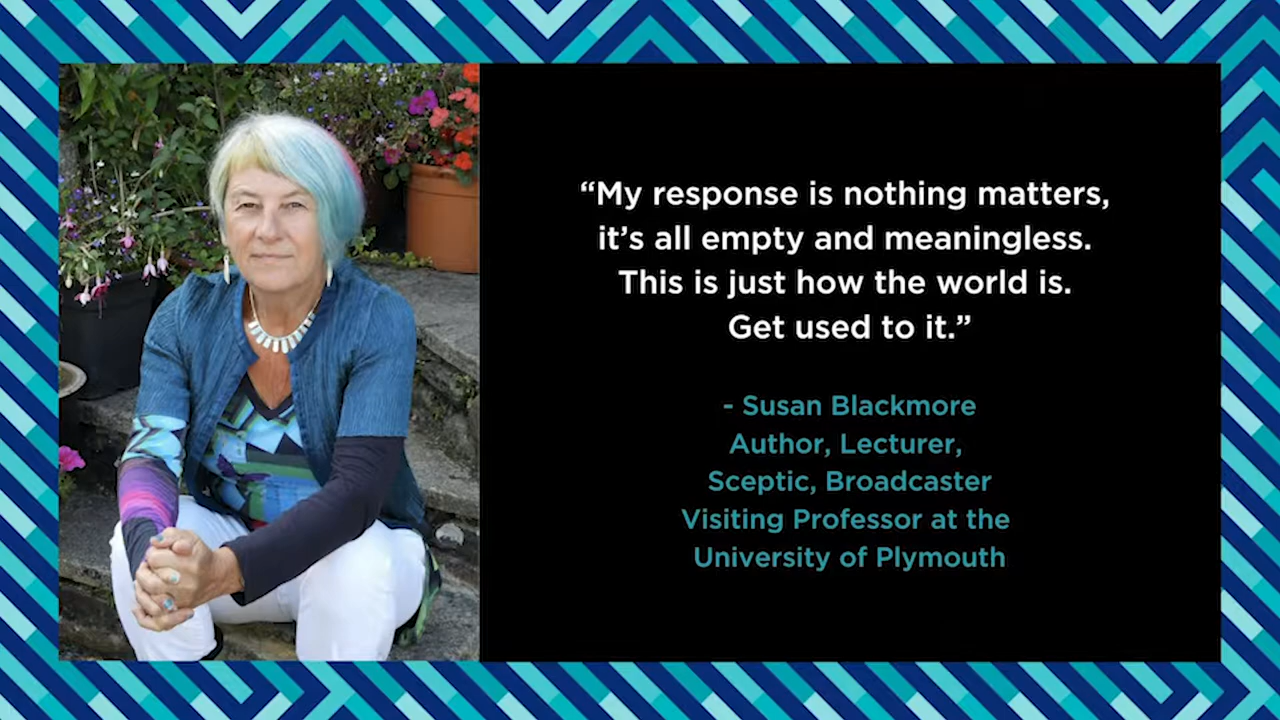 “My response is nothing matters,
it’s all empty and meaningless.
This is just how the world is.
Get used to it.”
- Susan Blackmore
Author, Lecturer,
Sceptic, Broadcaster
Visiting Professor at the
University of Plymouth